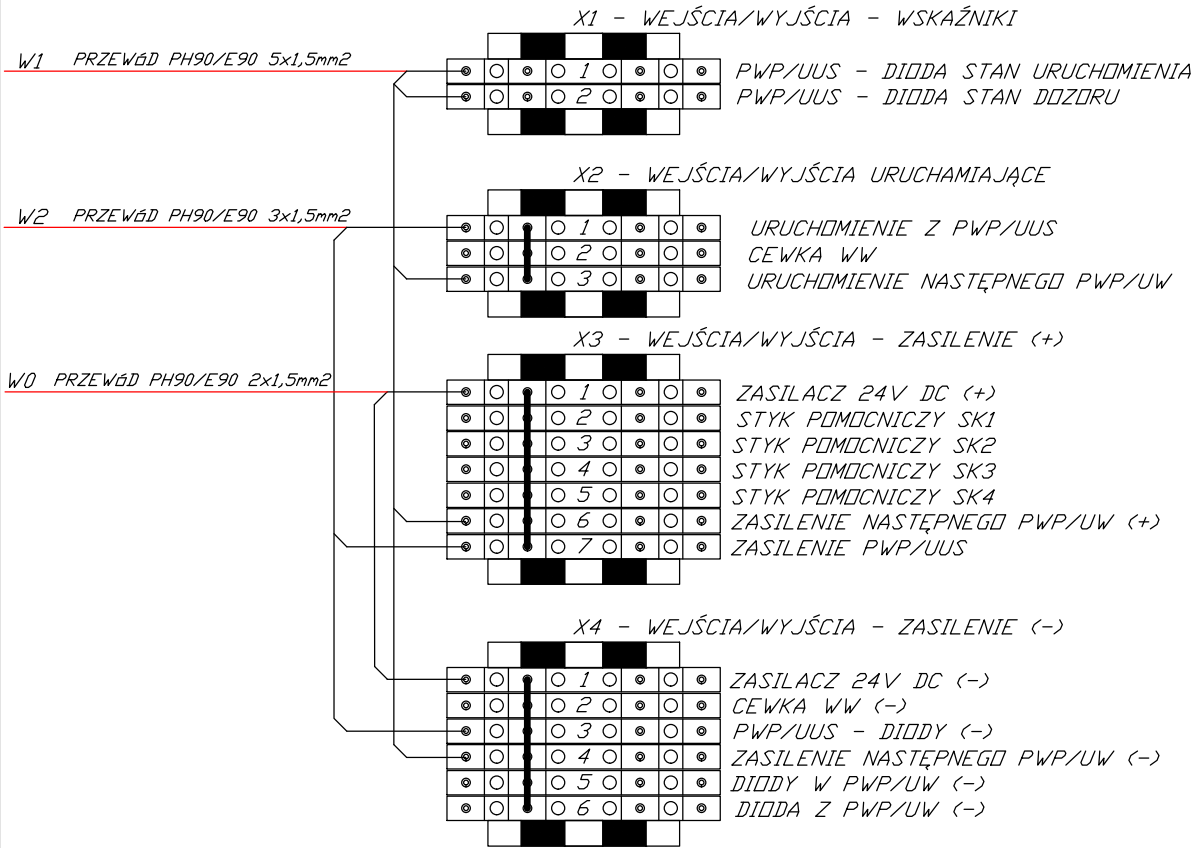 X1 - WEJŚCIA/WYJŚCIA - WSKAŹNIKI
W1 PRZEWÓD PH90/E90 5x1,5mm2
1 PWP/UUS - DIODA STAN URUCHOMIENIA
2 PWP/UUS - DIODA STAN DOZORU
X2 - WEJŚCIA/WYJŚCIA URUCHAMIAJĄCE
W2 PRZEWÓD PH90/E90 3x1,5mm2
1 URUCHOMIENIE Z PWP/UUS
2 CEWKA WW
3 URUCHOMIENIE NASTĘPNEGO PWP/UW
X3 - WEJŚCIA/WYJŚCIA - ZASILENIE (+)
W0 PRZEWÓD PH90/E90 2x1,5mm2
1 ZASILACZ 24V DC (+)
2 STYK POMOCNICZY SK1
3 STYK POMOCNICZY SK2
4 STYK POMOCNICZY SK3
5 STYK POMOCNICZY SK4
6 ZASILENIE NASTĘPNEGO PWP/UW (+)
7 ZASILENIE PWP/UUS
X4 - WEJŚCIA/WYJŚCIA - ZASILENIE (-)
1 ZASILACZ 24V DC (-)
2 CEWKA WW (-)
3 PWP/UUS - DIODY (-)
4 ZASILENIE NASTĘPNEGO PWP/UW (-)
5 DIODY W PWP/UW (-)
6 DIODA Z PWP/UW (-)